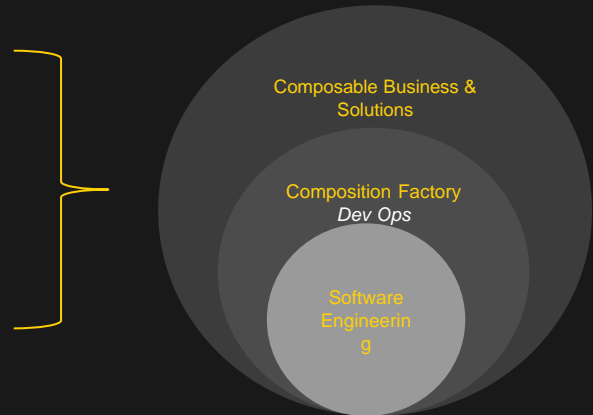 Composable Business &
Solutions
Composition Factory
Dev Ops
Software
Engineerin
g